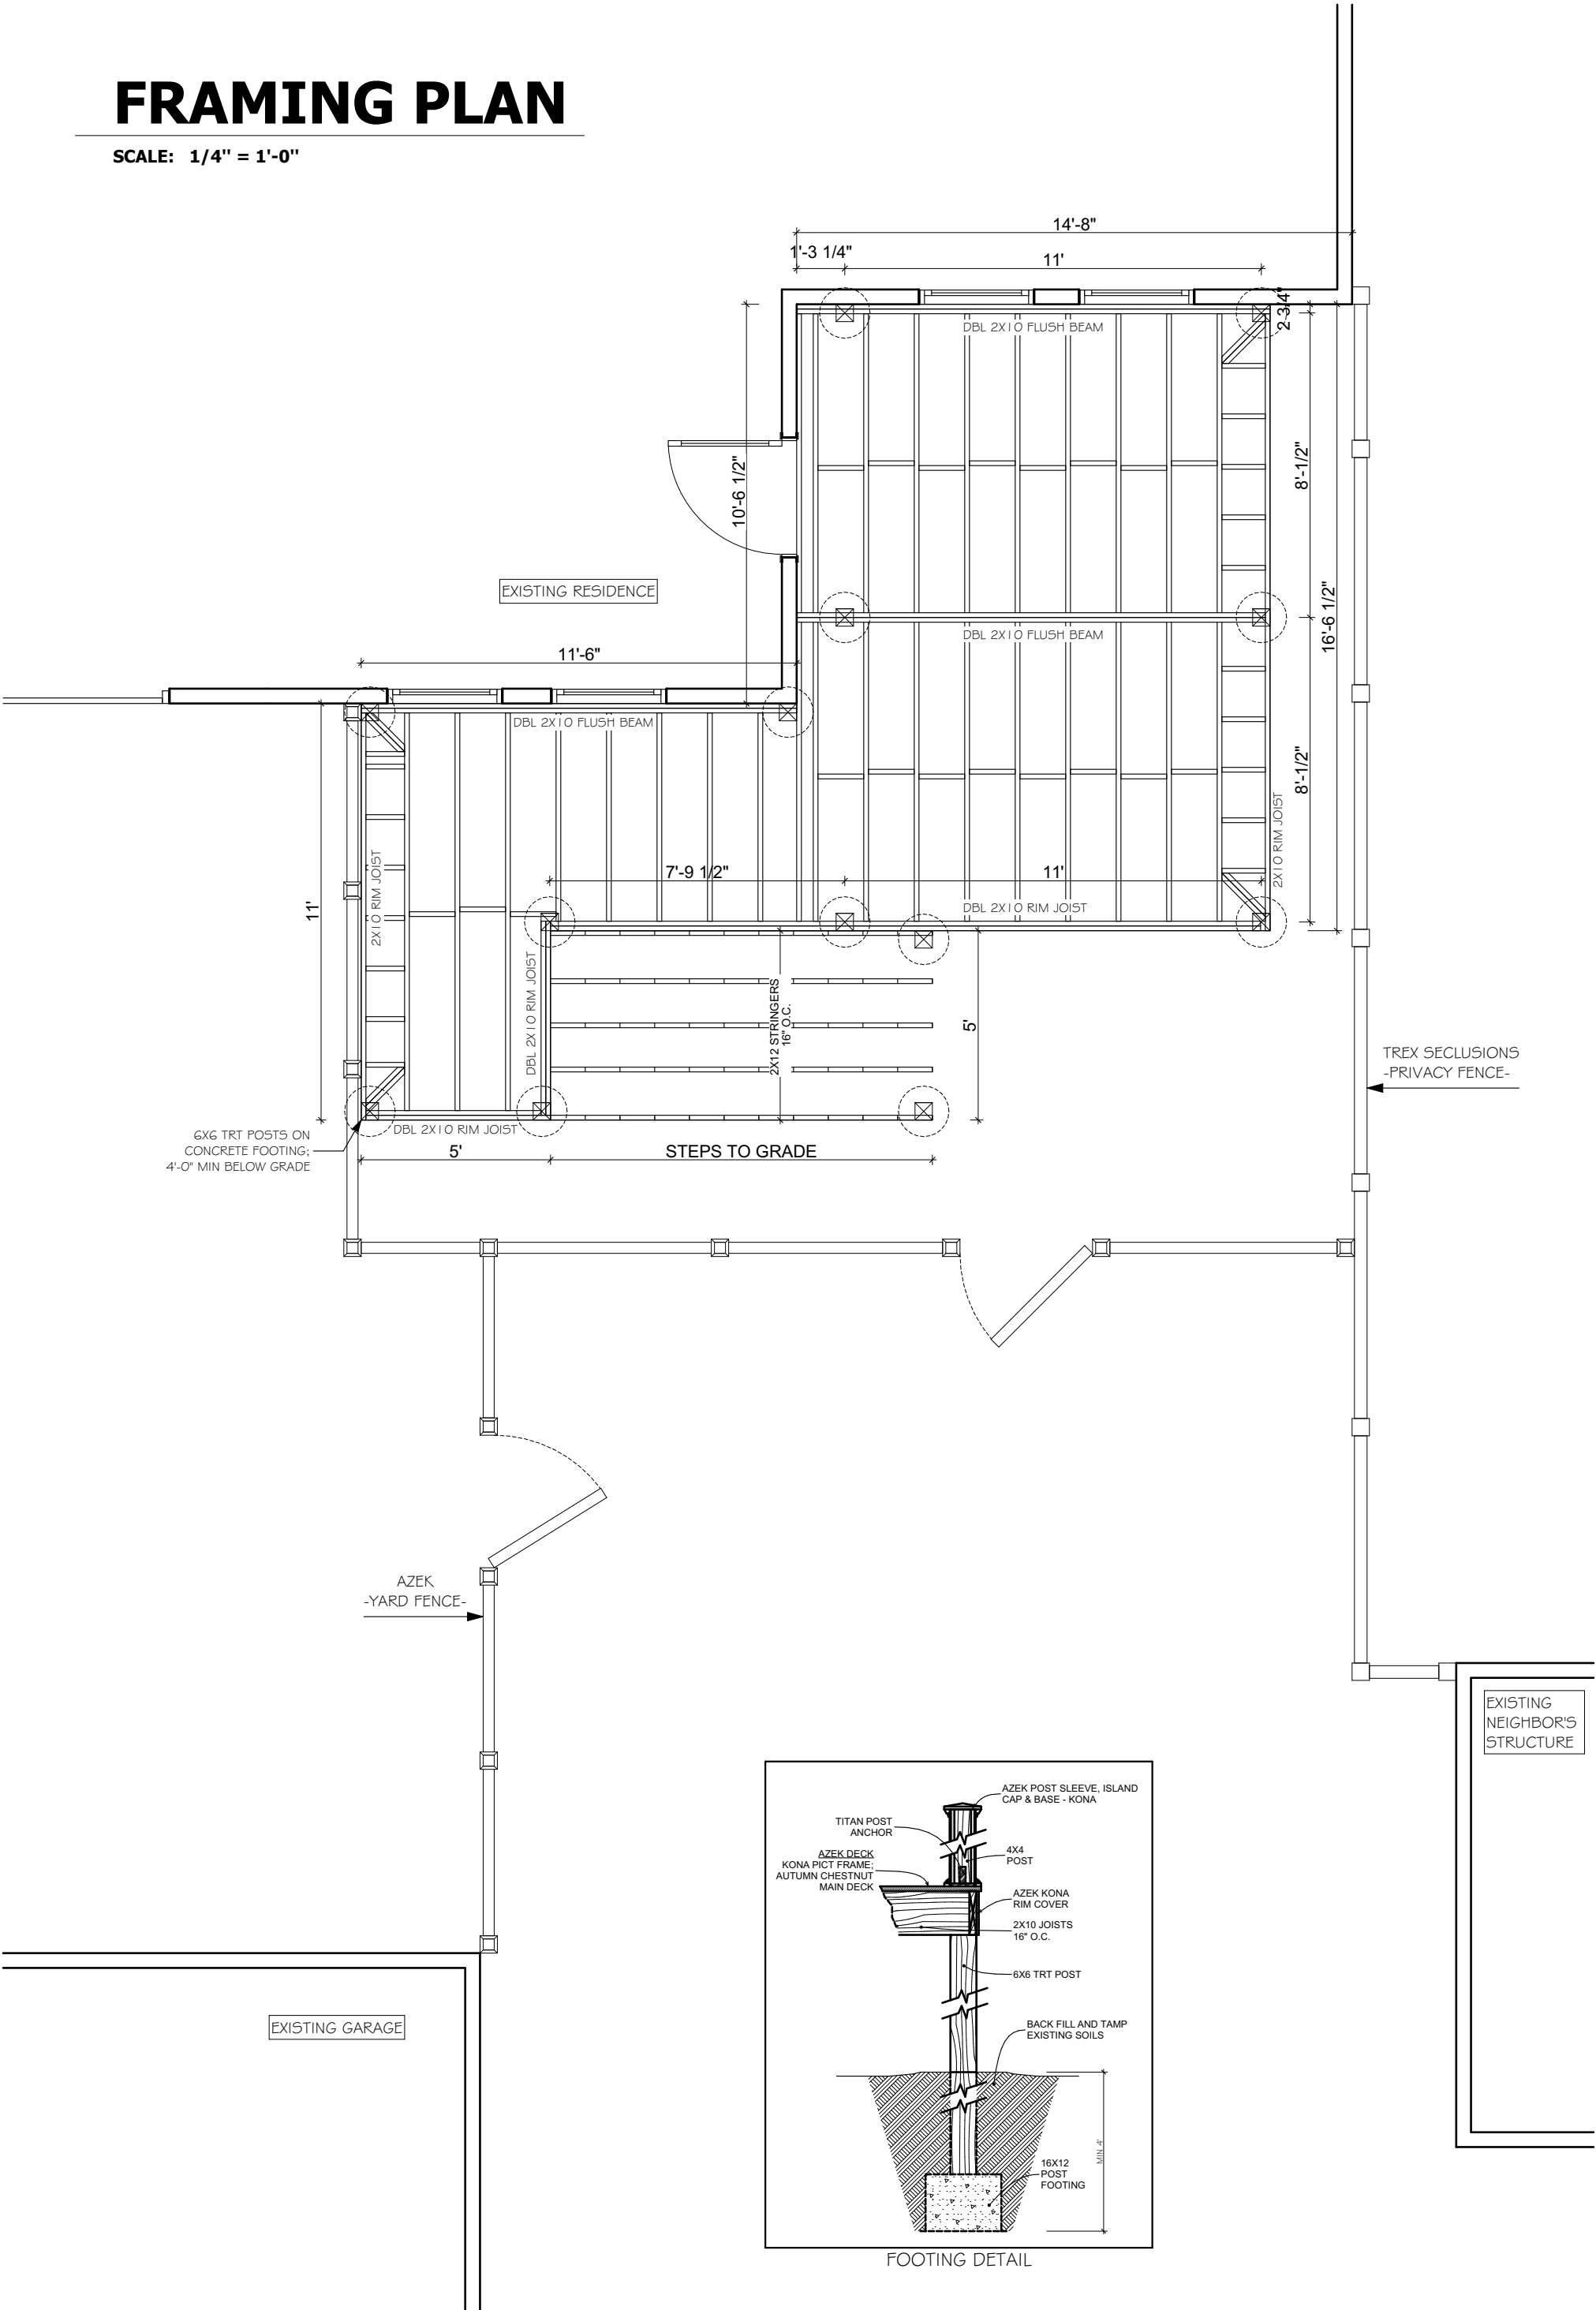 FRAMING PLAN
SCALE: 1/4" = 1'-0"
14'-8"
1'-3 1/4"
11'
2 3/4"
DBL 2X10 FLUSH BEAM
10'-6 1/2"
8'-1/2"
EXISTING RESIDENCE
16'-6 1/2"
DBL 2X10 FLUSH BEAM
11'-6"
DBL 2X10 FLUSH BEAM
8'-1/2"
2X10 RIM JOIST
2X10 RIM JOIST
11'
7'-9 1/2"
11'
DBL 2X10 RIM JOIST
DBL 2X10 RIM JOIST
2X12 STRINGERS
16" O.C.
5'
TREX SECLUSIONS
-PRIVACY FENCE-
6X6 TRT POSTS ON
CONCRETE FOOTING;
4'-0" MIN BELOW GRADE
DBL 2X10 RIM JOIST
5'
STEPS TO GRADE
AZEK
-YARD FENCE-
EXISTING
NEIGHBOR'S
STRUCTURE
EXISTING GARAGE
AZEK POST SLEEVE, ISLAND
CAP & BASE - KONA
TITAN POST
ANCHOR
4X4
POST
AZEK DECK
KONA PICT FRAME;
AUTUMN CHESTNUT
MAIN DECK
AZEK KONA
RIM COVER
2X10 JOISTS
16" O.C.
6X6 TRT POST
BACK FILL AND TAMP
EXISTING SOILS
MIN 4'
16X12
POST
FOOTING
FOOTING DETAIL